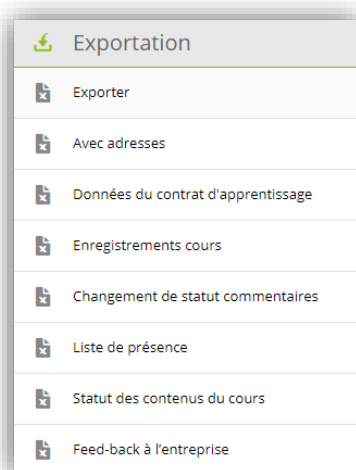 Exportation
Exporter
Avec adresses
Données du contrat d'apprentissage
Enregistrements cours
Changement de statut commentaires
Liste de présence
Statut des contenus du cours
Feed-back à l’entreprise